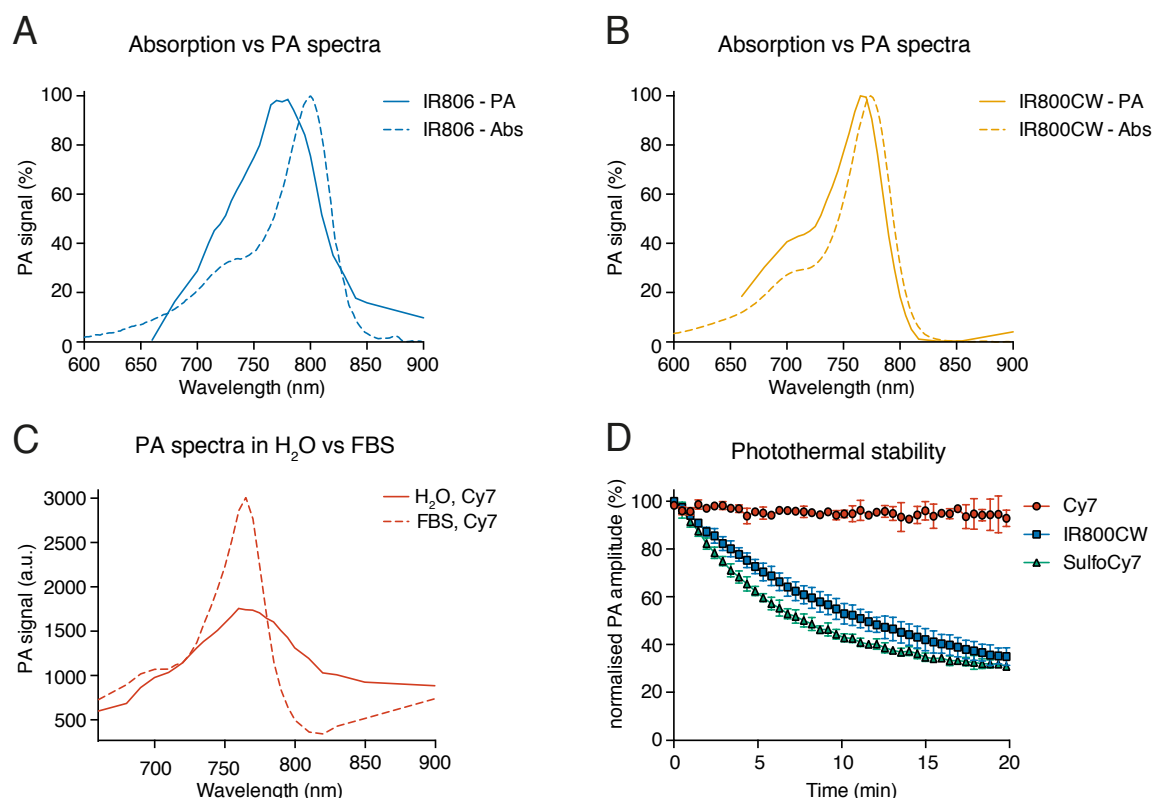 A
Absorption vs PA spectra
PA signal (%)
100
80
60
40
20
0
600 650 700 750 800 850 900
Wavelength (nm)
IR806 - PA
IR806 - Abs
B
Absorption vs PA spectra
PA signal (%)
100
80
60
40
20
0
600 650 700 750 800 850 900
Wavelength (nm)
IR800CW - PA
IR800CW - Abs
C
PA spectra in H₂O vs FBS
PA signal (a.u.)
3000
2500
2000
1500
1000
500
700 750 800 850 900
Wavelength (nm)
H₂O, Cy7
FBS, Cy7
D
Photothermal stability
normalised PA amplitude (%)
100
80
60
40
20
0
0 5 10 15 20
Time (min)
Cy7
IR800CW
SulfoCy7